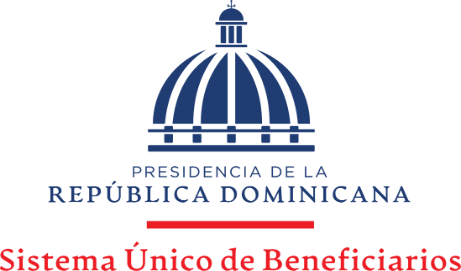 PRESIDENCIA DE LA
REPÚBLICA DOMINICANA
Sistema Único de Beneficiarios